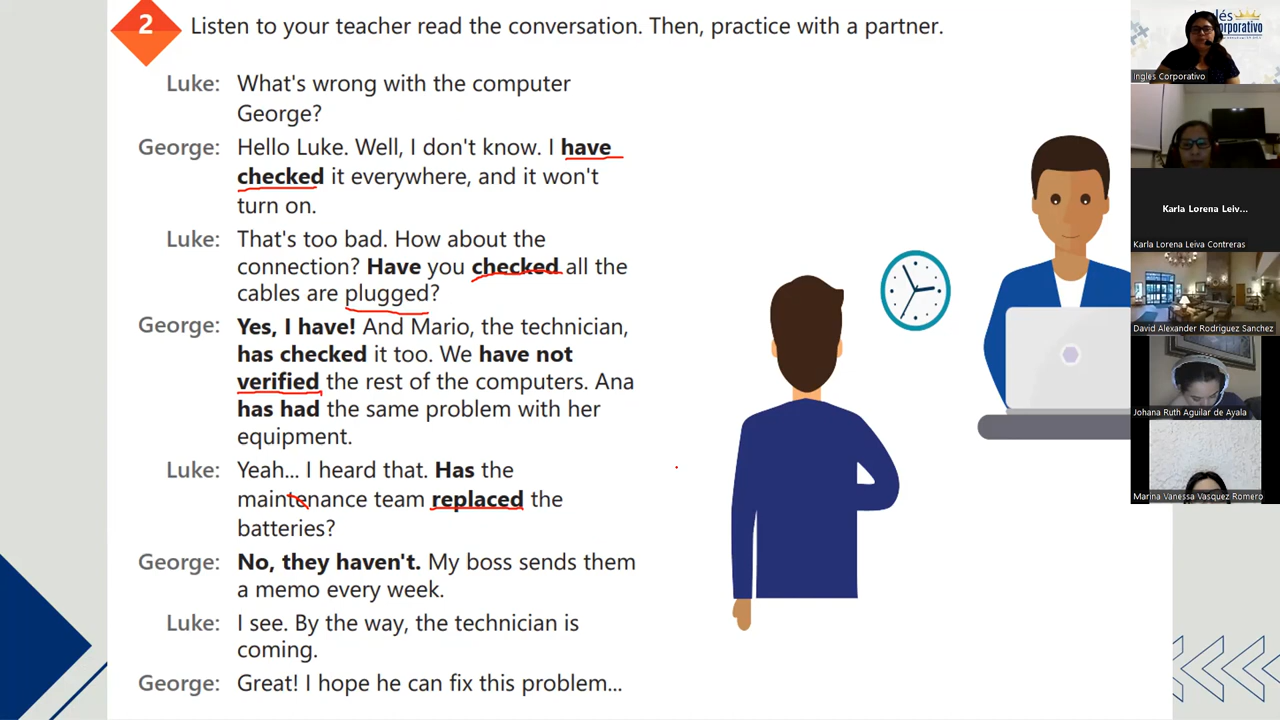 2 Listen to your teacher read the conversation. Then, practice with a partner.
Luke: What's wrong with the computer
George?
George: Hello Luke. Well, I don't know. I have
checked it everywhere, and it won't
turn on.
Luke: That's too bad. How about the
connection? Have you checked all the
cables are plugged?
George: Yes, I have! And Mario, the technician,
has checked it too. We have not
verified the rest of the computers. Ana
has had the same problem with her
equipment.
Luke: Yeah... I heard that. Has the
maintenance team replaced the
batteries?
George: No, they haven't. My boss sends them
a memo every week.
Luke: I see. By the way, the technician is
coming.
George: Great! I hope he can fix this problem...
Ingles Corporativo
Karla Lorena Leiv...
Karla Lorena Leiva Contreras
David Alexander Rodriguez Sanchez
Johana Ruth Aguilar de Ayala
Marina Vanessa Vasquez Romero